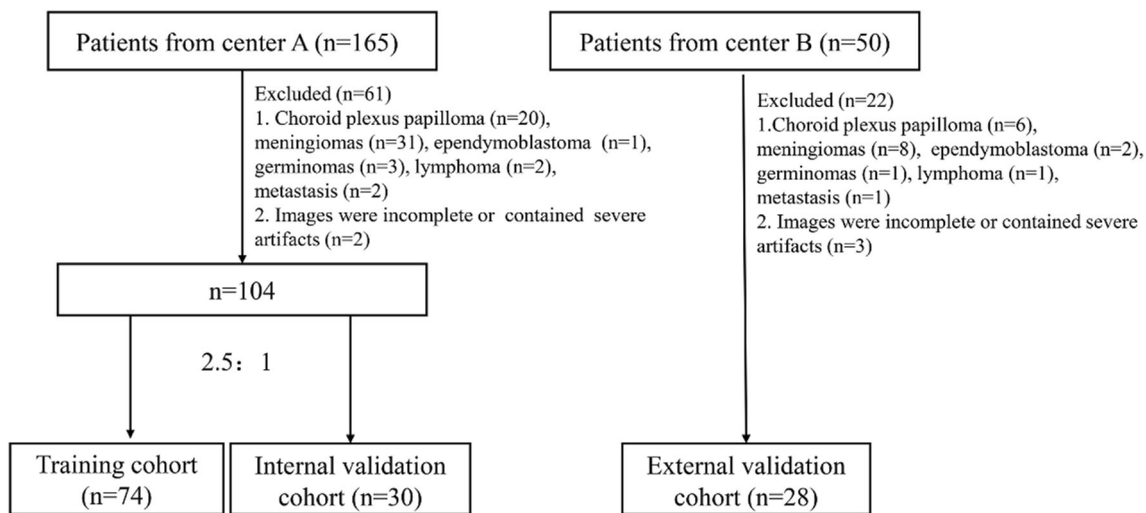 Patients from center A (n=165)
Excluded (n=61)
1. Choroid plexus papilloma (n=20),
meningiomas (n=31), ependymoblastoma (n=1),
germinomas (n=3), lymphoma (n=2),
metastasis (n=2)
2. Images were incomplete or contained severe
artifacts (n=2)
n=104
2.5： 1
Training cohort
(n=74)
Internal validation
cohort (n=30)
Patients from center B (n=50)
Excluded (n=22)
1.Choroid plexus papilloma (n=6),
meningiomas (n=8), ependymoblastoma (n=2),
germinomas (n=1), lymphoma (n=1),
metastasis (n=1)
2. Images were incomplete or contained severe
artifacts (n=3)
External validation
cohort (n=28)